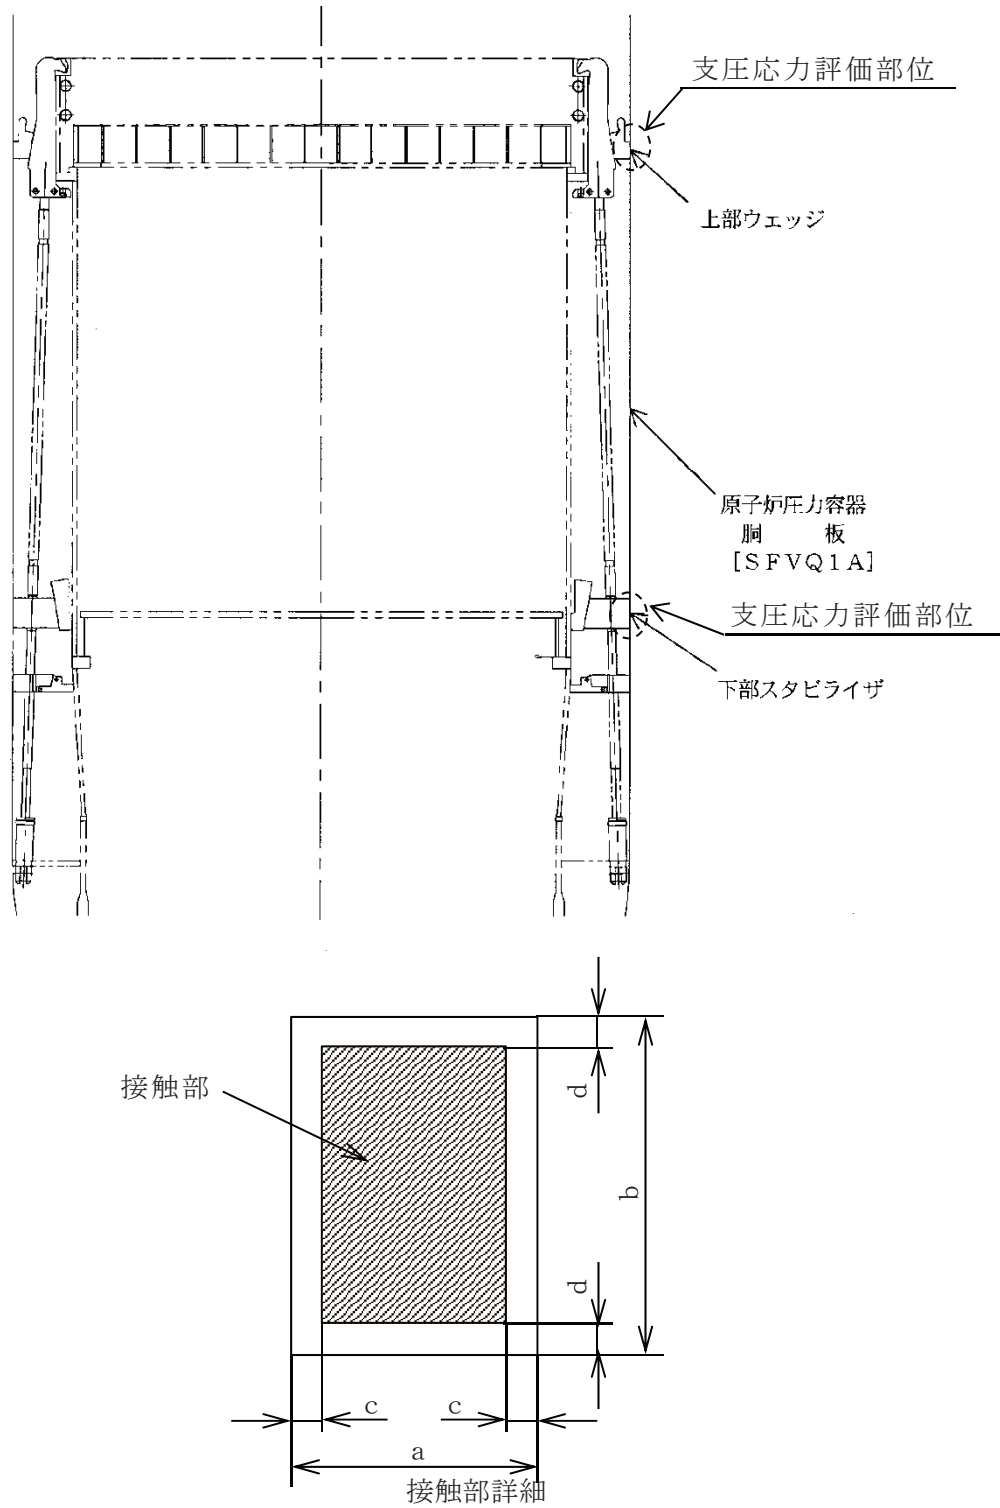 支圧応力評価部位
上部ウェッジ
原子炉圧力容器
胴　　板
[ＳＦＶＱ１Ａ]
支圧応力評価部位
下部スタビライザ
接触部
d
b
d
c
c
a
接触部詳細